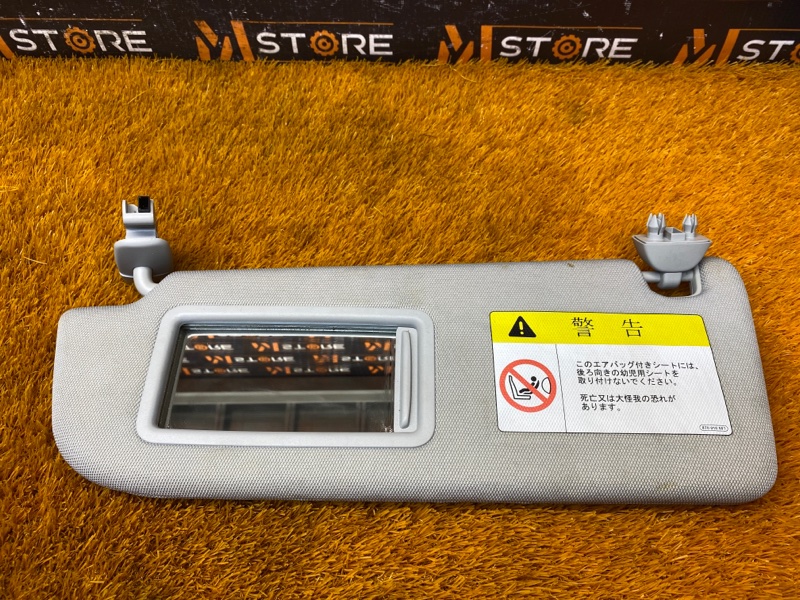 STORE
M STORE
M STORE
M STORE
警告
このエアバッグ付きシートには、
後ろ向きの幼児用シートを
取り付けないでください。
死亡又は大怪我の恐れが
あります。